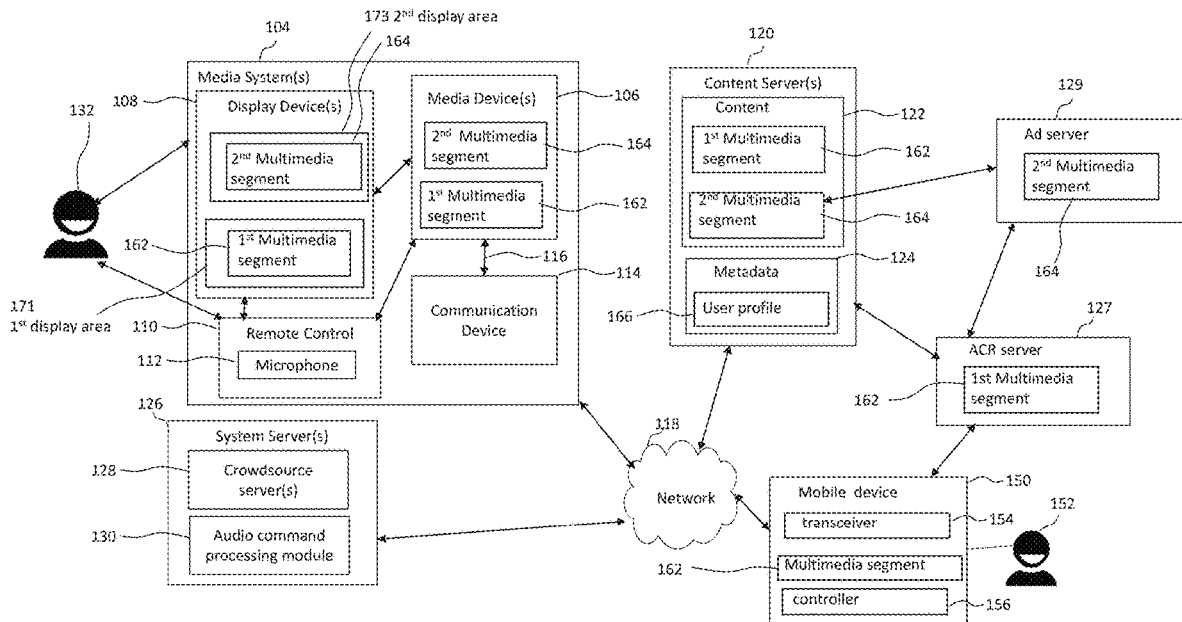 173 2nd display area
164
104
Media System(s)
108
Display Device(s)
2nd Multimedia
segment
162
1st Multimedia
segment
171
1st display area
132
Media Device(s)
106
2nd Multimedia
segment
164
1st Multimedia
segment
162
116
114
Communication
Device
110
Remote Control
112
Microphone
126
System Server(s)
128
Crowdsource
server(s)
130
Audio command
processing module
118
Network
120
Content Server(s)
Content
122
1st Multimedia
segment
162
2nd Multimedia
segment
164
124
Metadata
166
User profile
129
Ad server
2nd Multimedia
segment
164
127
ACR server
162
1st Multimedia
segment
150
Mobile device
transceiver
154
162
Multimedia segment
controller
156
152